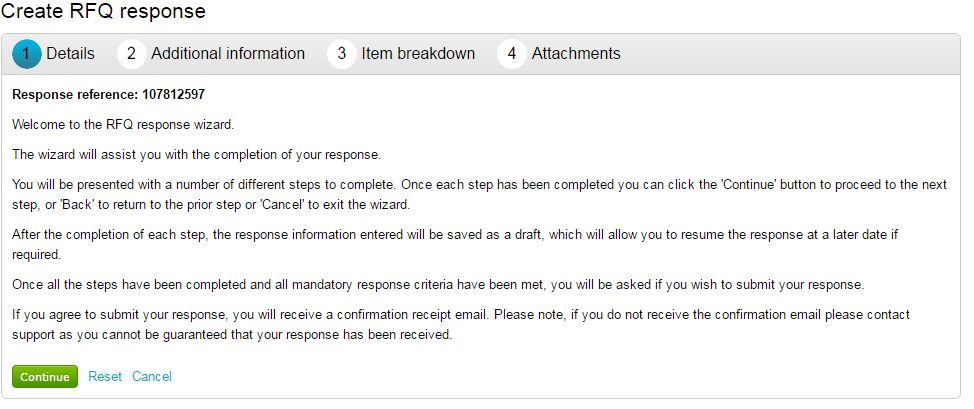 Create RFQ response
1 Details 2 Additional information 3 Item breakdown 4 Attachments
Response reference: 107812597
Welcome to the RFQ response wizard.
The wizard will assist you with the completion of your response.
You will be presented with a number of different steps to complete. Once each step has been completed you can click the 'Continue' button to proceed to the next
step, or 'Back' to return to the prior step or 'Cancel' to exit the wizard.
After the completion of each step, the response information entered will be saved as a draft, which will allow you to resume the response at a later date if
required.
Once all the steps have been completed and all mandatory response criteria have been met, you will be asked if you wish to submit your response.
If you agree to submit your response, you will receive a confirmation receipt email. Please note, if you do not receive the confirmation email please contact
support as you cannot be guaranteed that your response has been received.
Continue Reset Cancel